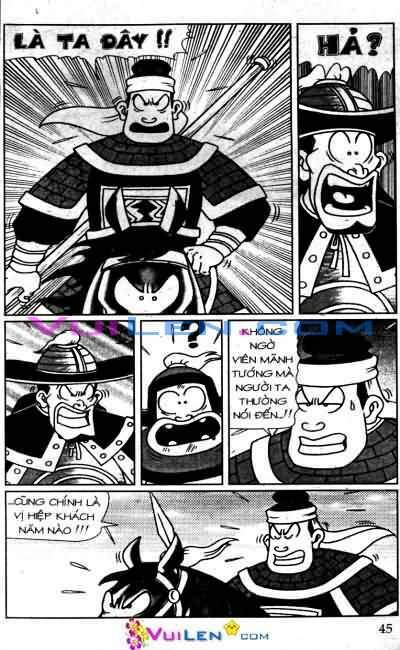 LÀ TA ĐÂY !!
HẢ?
VuiLen.com
?
KHÔNG
NGỜ
VIÊN MÃNH
TƯỚNG MÀ
NGƯỜI TA
THƯỜNG
NÓI ĐẾN...!!
...CŨNG CHÍNH LÀ
VỊ HIỆP KHÁCH
NĂM NÀO !!!
45
VuiLen.com